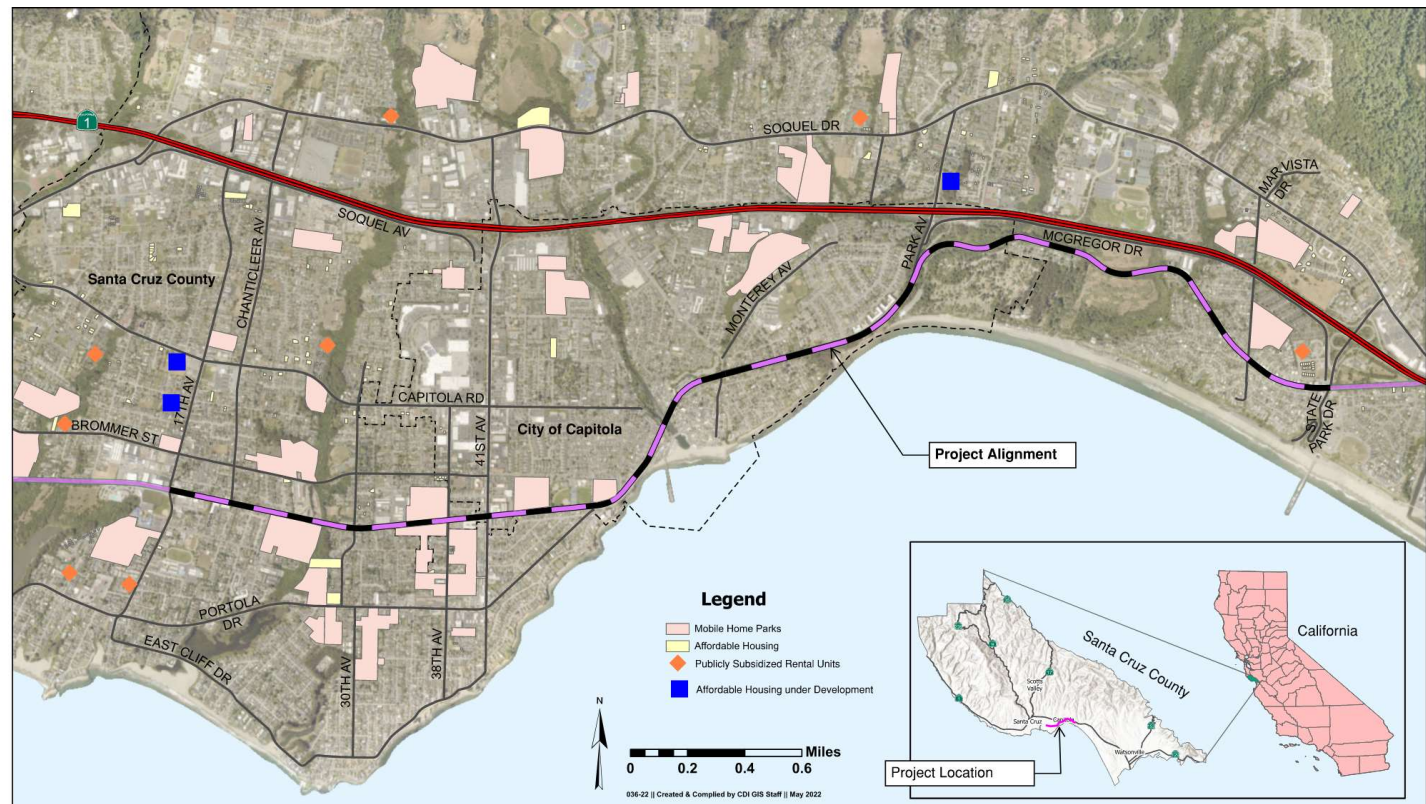 1
SOQUEL DR
MAR VISTA
DR
SOQUEL AV
CHANTICLEER AV
Santa Cruz County
PARK AV
MCGREGOR DR
MONTEREY AV
17TH AV
CAPITOLA RD
41ST AV
City of Capitola
BROMMER ST
STATE
PARK DR
Project Alignment
PORTOLA
DR
EAST CLIFF DR
30TH AV
38TH AV
Legend
Mobile Home Parks
Affordable Housing
Publicly Subsidized Rental Units
Affordable Housing under Development
N
Miles
0 0.2 0.4 0.6
036-22 || Created & Complied by CDI GIS Staff || May 2022
Santa Cruz County
California
Scotts
Valley
Santa Cruz
Capitola
Watsonville
Project Location